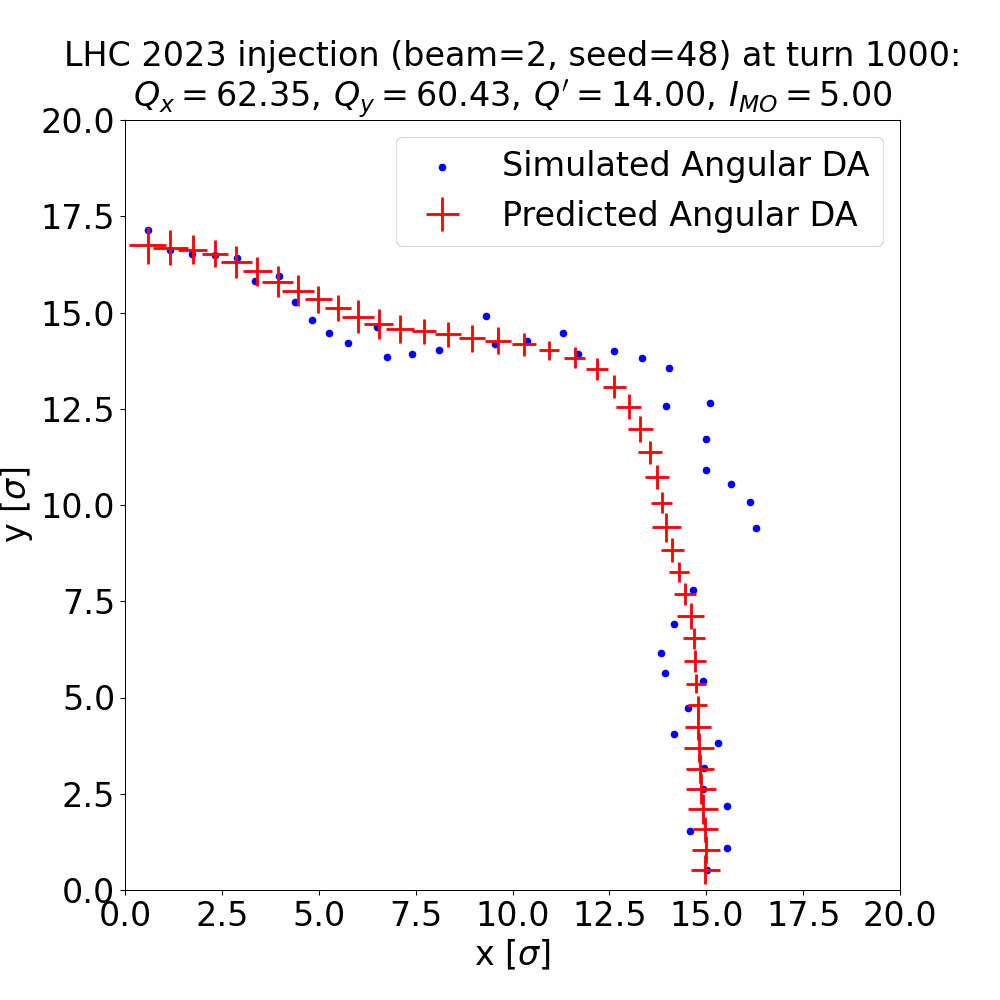 LHC 2023 injection (beam=2, seed=48) at turn 1000:
Qx = 62.35, Qy = 60.43, Q′ = 14.00, IMO = 5.00
Simulated Angular DA
Predicted Angular DA
20.0
17.5
15.0
12.5
10.0
7.5
5.0
2.5
0.0
y [σ]
0.0 2.5 5.0 7.5 10.0 12.5 15.0 17.5 20.0
x [σ]